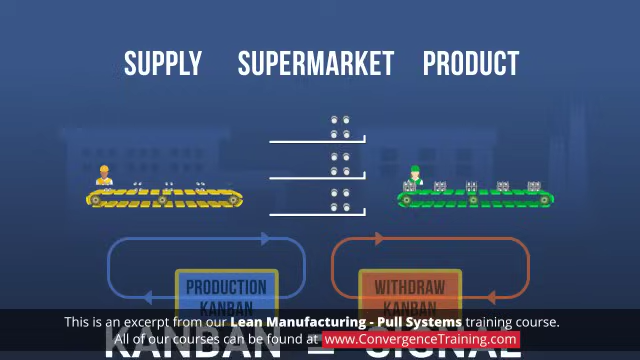 SUPPLY SUPERMARKET PRODUCT
PRODUCTION KANBAN
WITHDRAW KANBAN
This is an excerpt from our Lean Manufacturing - Pull Systems training course.
All of our courses can be found at www.ConvergenceTraining.com
KANBAN = SIGNAL